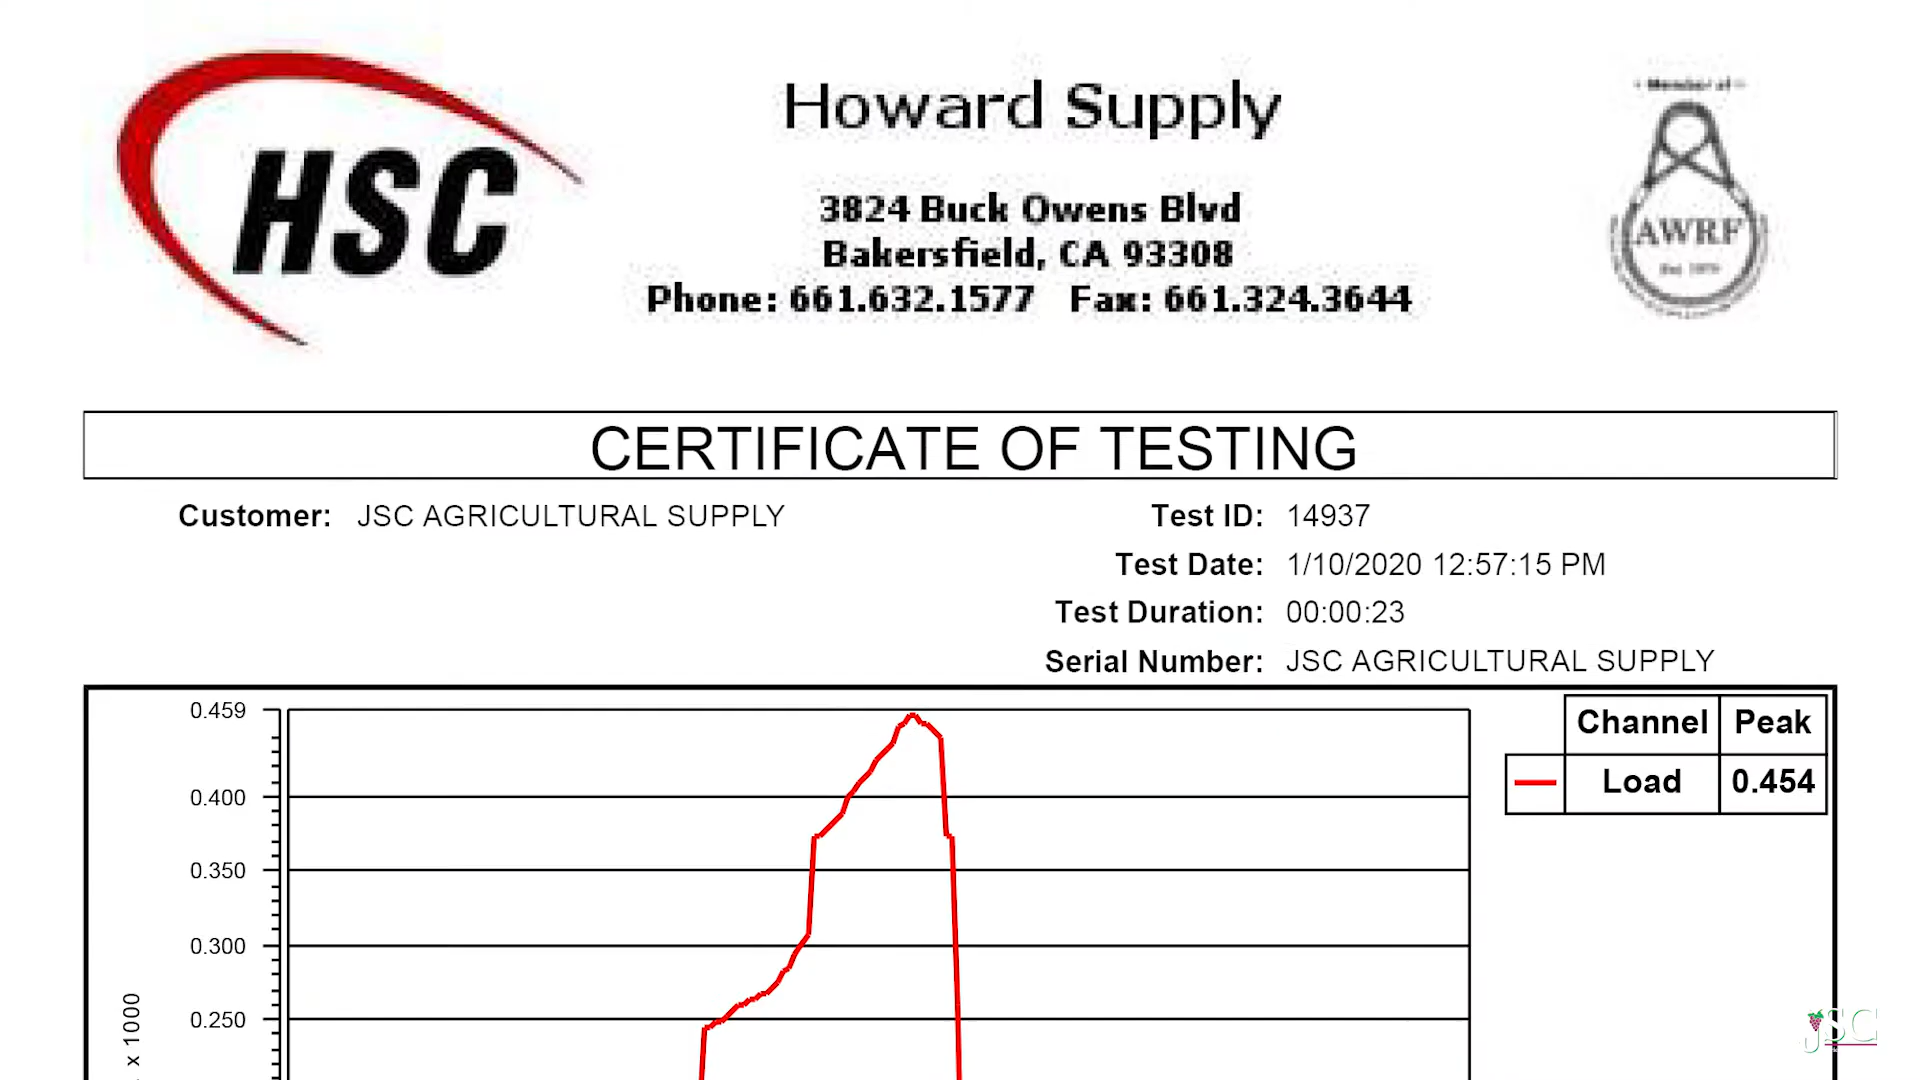 HSC
Howard Supply
3824 Buck Owens Blvd
Bakersfield, CA 93308
Phone: 661.632.1577 Fax: 661.324.3644
Member of
AWRF
CERTIFICATE OF TESTING
Customer: JSC AGRICULTURAL SUPPLY
Test ID: 14937
Test Date: 1/10/2020 12:57:15 PM
Test Duration: 00:00:23
Serial Number: JSC AGRICULTURAL SUPPLY
Channel Peak
Load 0.454
0.459
0.400
0.350
0.300
0.250
x 1000
JSC